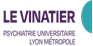 LE VINATIER
PSYCHIATRIE UNIVERSITAIRE
LYON MÉTROPOLE